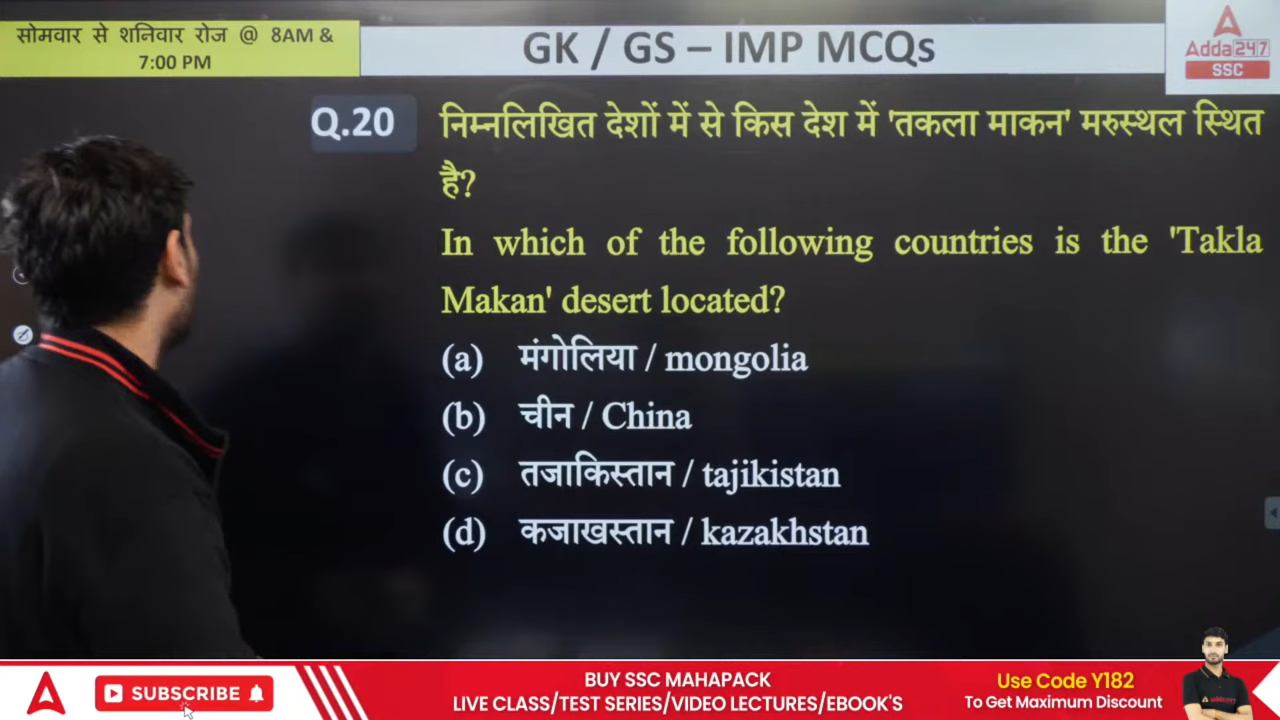 सोमवार से शनिवार रोज @ 8AM &
7:00 PM
GK / GS – IMP MCQs
Adda247
SSC
Q.20 निम्नलिखित देशों में से किस देश में 'तकला माकन' मरुस्थल स्थित
है?
In which of the following countries is the 'Takla
Makan' desert located?
(a) मंगोलिया / mongolia
(b) चीन / China
(c) तजाकिस्तान / tajikistan
(d) कजाखस्तान / kazakhstan
SUBSCRIBE
BUY SSC MAHAPACK
LIVE CLASS/TEST SERIES/VIDEO LECTURES/EBOOK'S
Use Code Y182
To Get Maximum Discount